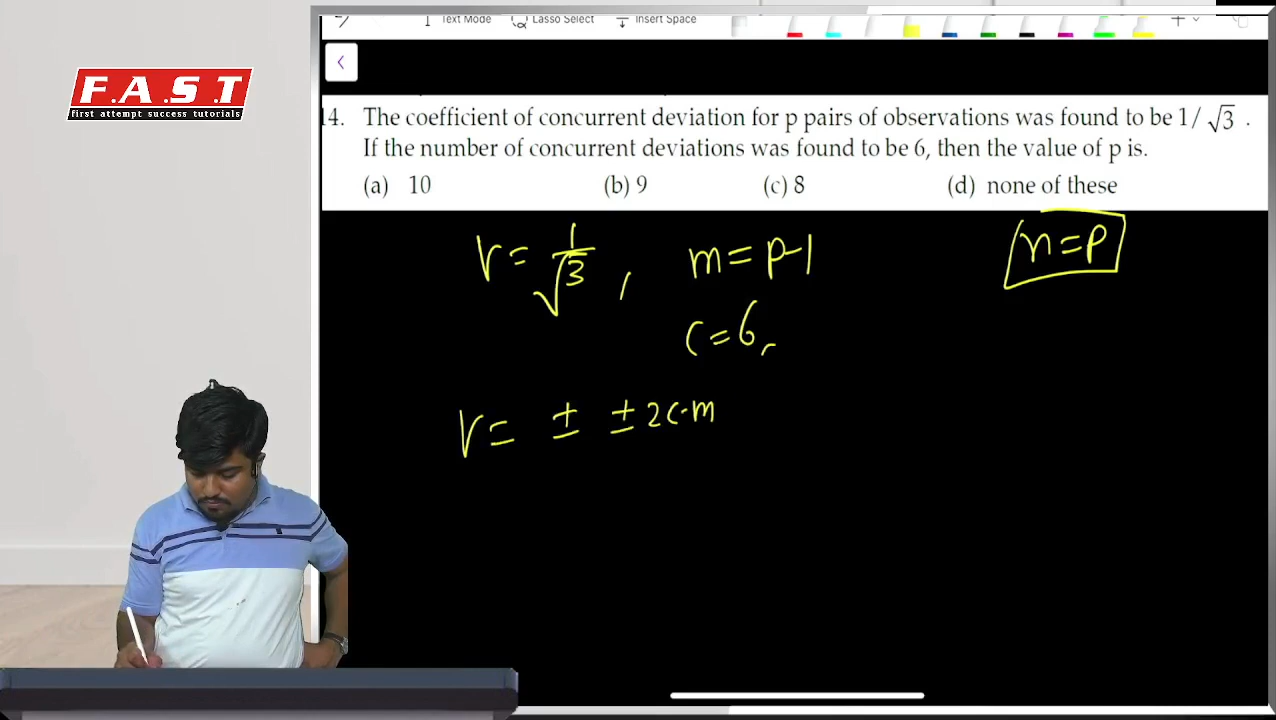 Text Mode Lasso Select Insert Space
F.A.S.T
first attempt success tutorials
14. The coefficient of concurrent deviation for p pairs of observations was found to be 1/√3 .
If the number of concurrent deviations was found to be 6, then the value of p is.
(a) 10 (b) 9 (c) 8 (d) none of these
r = 1/√3 , m = p-1 n = p
c = 6,
r = ± ± 2c-m